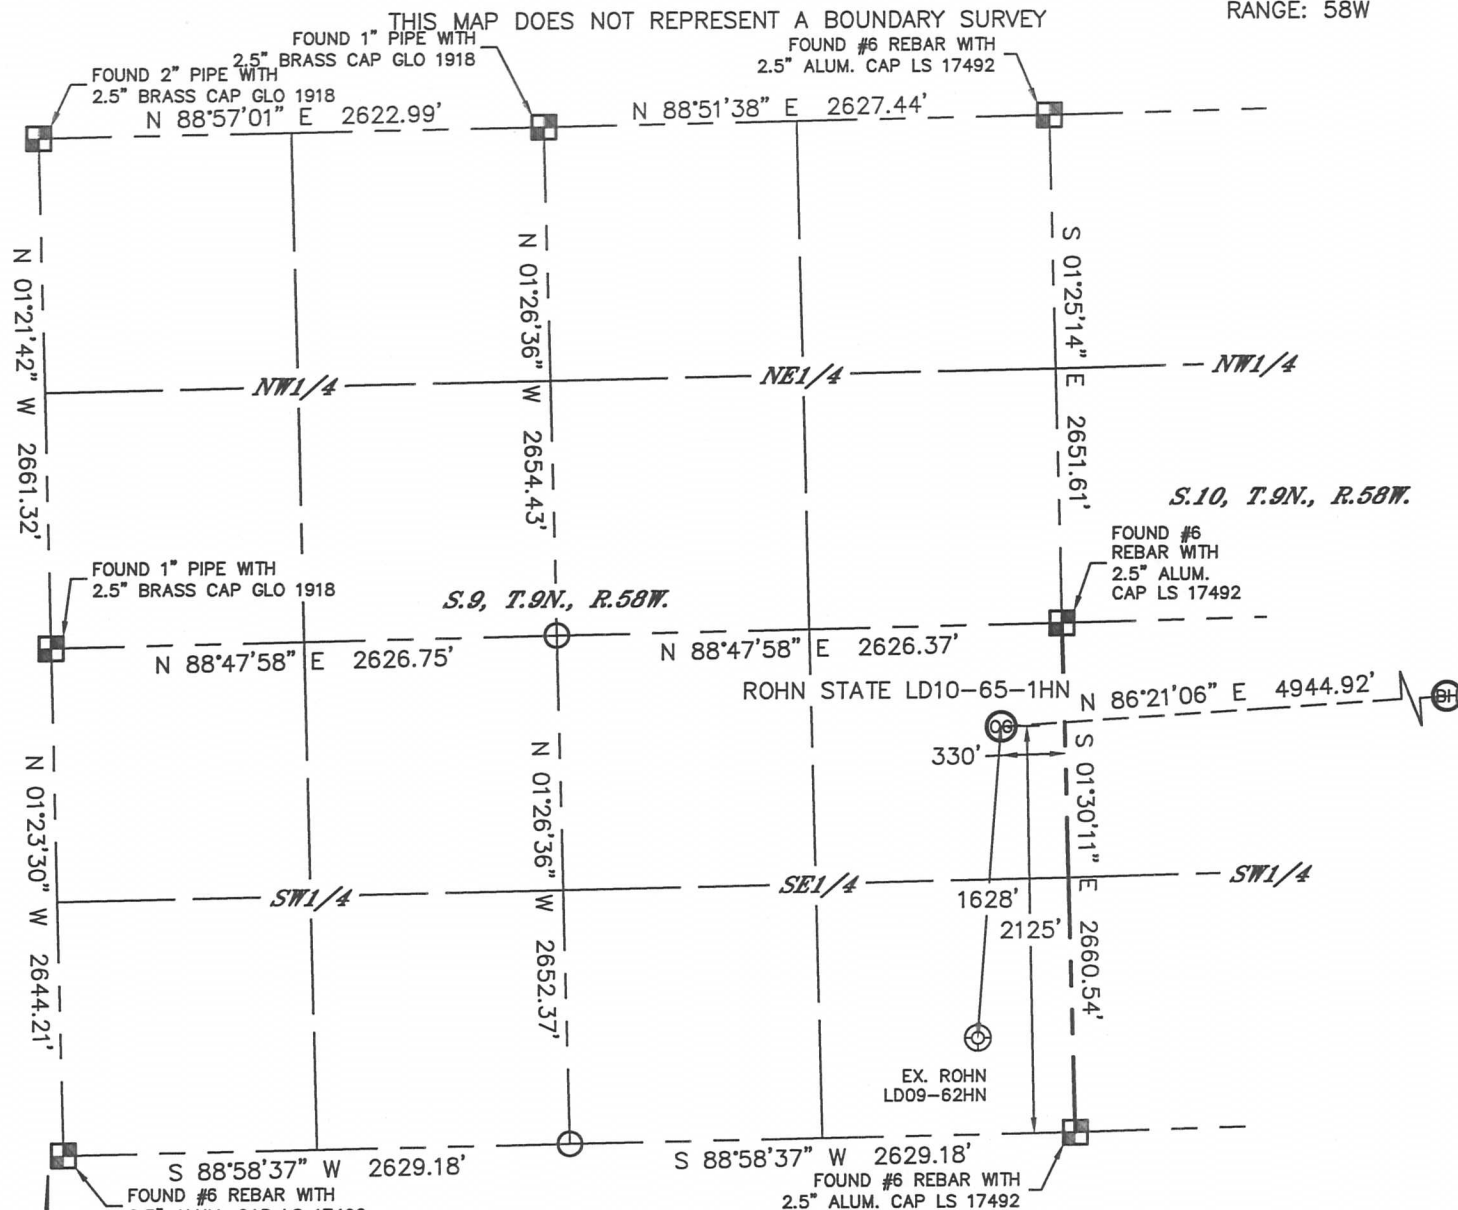 THIS MAP DOES NOT REPRESENT A BOUNDARY SURVEY
RANGE: 58W
FOUND 1" PIPE WITH
2.5" BRASS CAP GLO 1918
FOUND #6 REBAR WITH
2.5" ALUM. CAP LS 17492
FOUND 2" PIPE WITH
2.5" BRASS CAP GLO 1918
N 88°57'01" E 2622.99'
N 88°51'38" E 2627.44'
N 01°21'42" W 2661.32'
N 01°26'36" W 2654.43'
S 01°25'14" E 2651.61'
NW1/4
NE1/4
NW1/4
S.10, T.9N., R.58W.
FOUND #6
REBAR WITH
2.5" ALUM.
CAP LS 17492
FOUND 1" PIPE WITH
2.5" BRASS CAP GLO 1918
S.9, T.9N., R.58W.
N 88°47'58" E 2626.75'
N 88°47'58" E 2626.37'
ROHN STATE LD10-65-1HN
N 86°21'06" E 4944.92'
BH
OG
330'
N 01°23'30" W 2644.21'
N 01°26'36" W 2652.37'
S 01°30'11" E 2660.54'
SW1/4
SE1/4
SW1/4
1628'
2125'
EX. ROHN
LD09-62HN
S 88°58'37" W 2629.18'
S 88°58'37" W 2629.18'
FOUND #6 REBAR WITH
FOUND #6 REBAR WITH
2.5" ALUM. CAP LS 17492